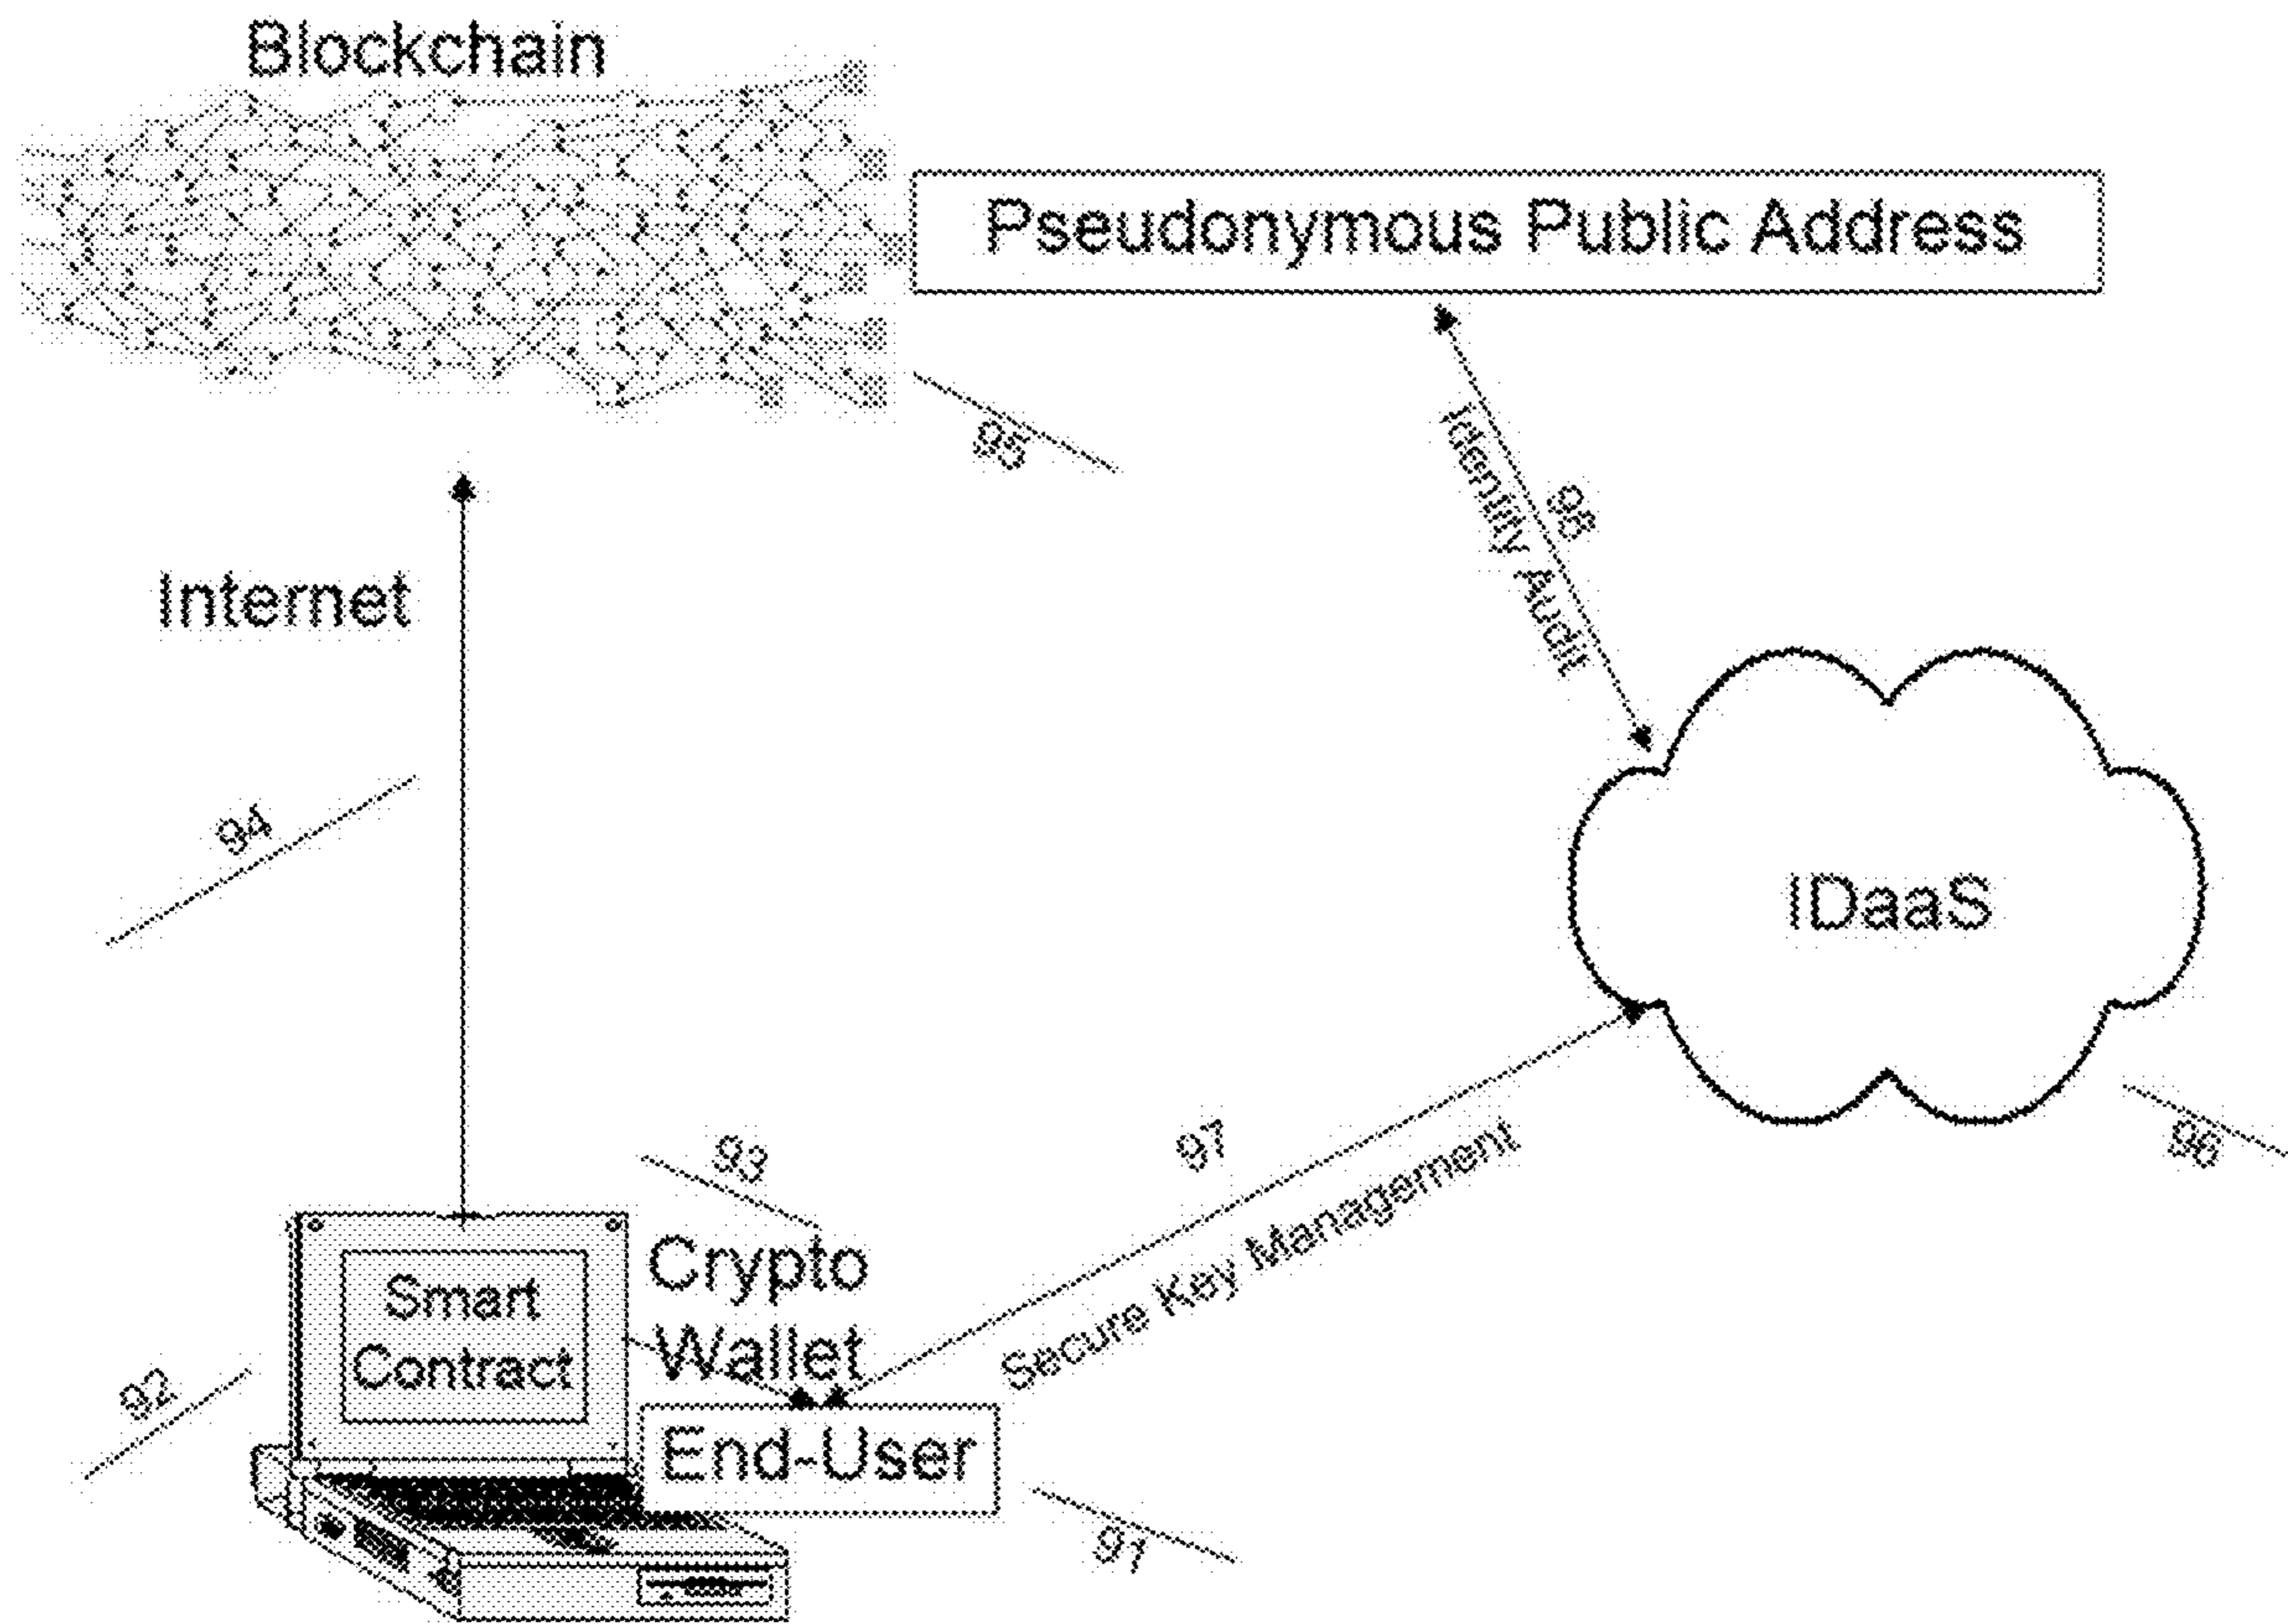 Blockchain
Pseudonymous Public Address
95
Identity Audit
98
Internet
94
IDaaS
96
97
Secure Key Management
93
Crypto
Wallet
Smart
Contract
92
End-User
91